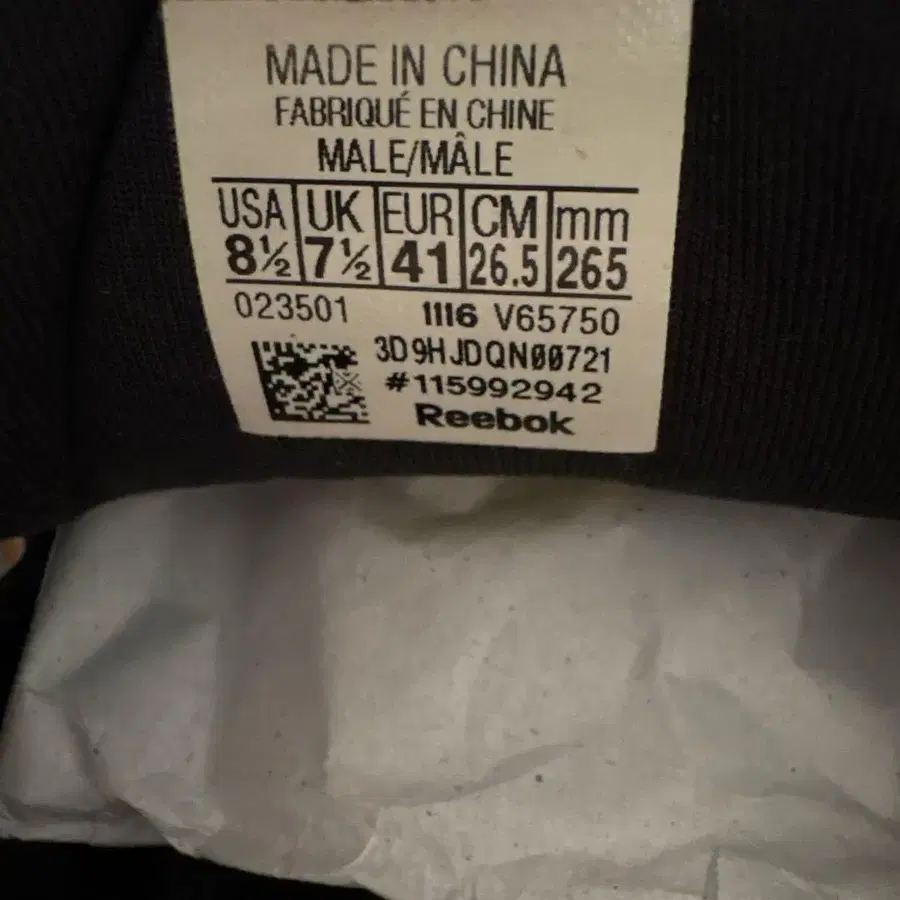 MADE IN CHINA
FABRIQUÉ EN CHINE
MALE/MÂLE
USA UK EUR CM mm
8½ 7½ 41 26.5 265
023501 1116 V65750
3D9HJDQN00721
#115992942
Reebok